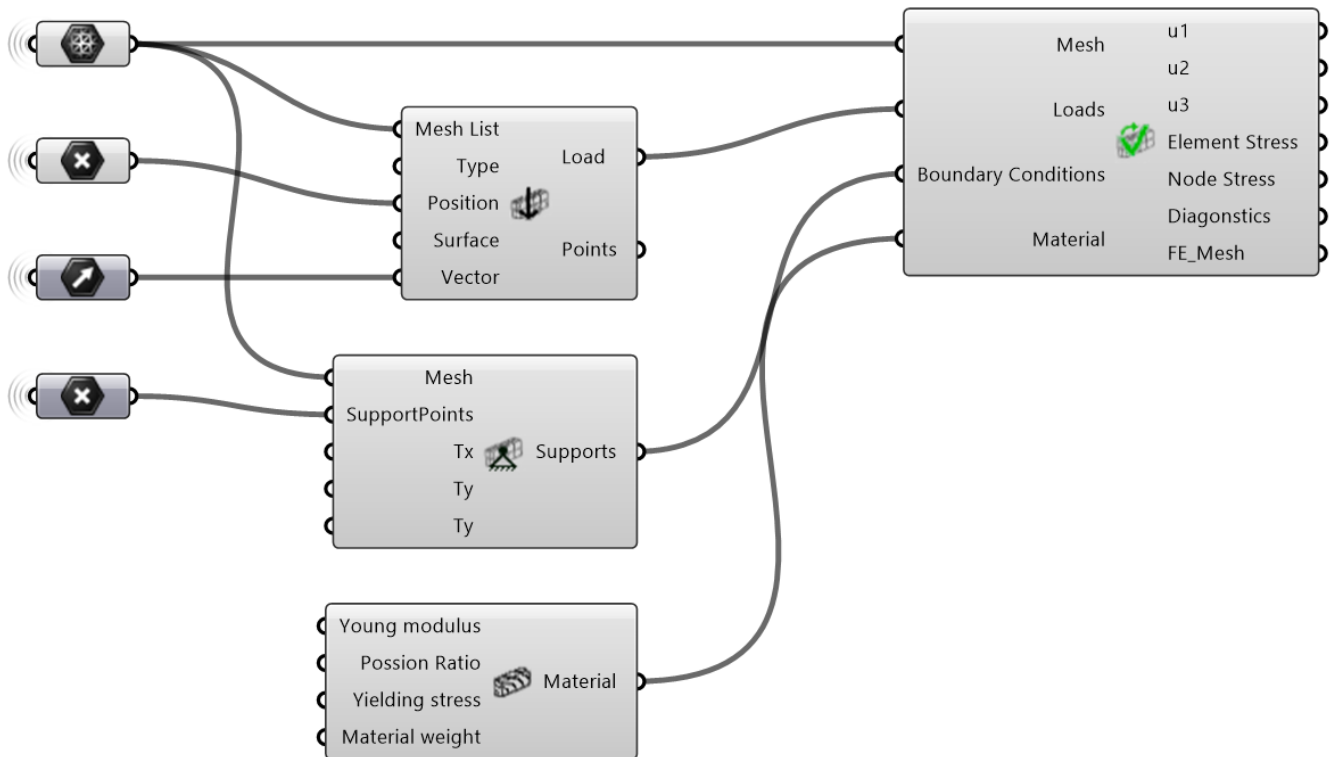 Mesh List
Type
Position
Surface
Vector
Load
Points
Mesh
SupportPoints
Tx
Ty
Ty
Supports
Young modulus
Possion Ratio
Yielding stress
Material weight
Material
Mesh
Loads
Boundary Conditions
Material
u1
u2
u3
Element Stress
Node Stress
Diagonstics
FE_Mesh